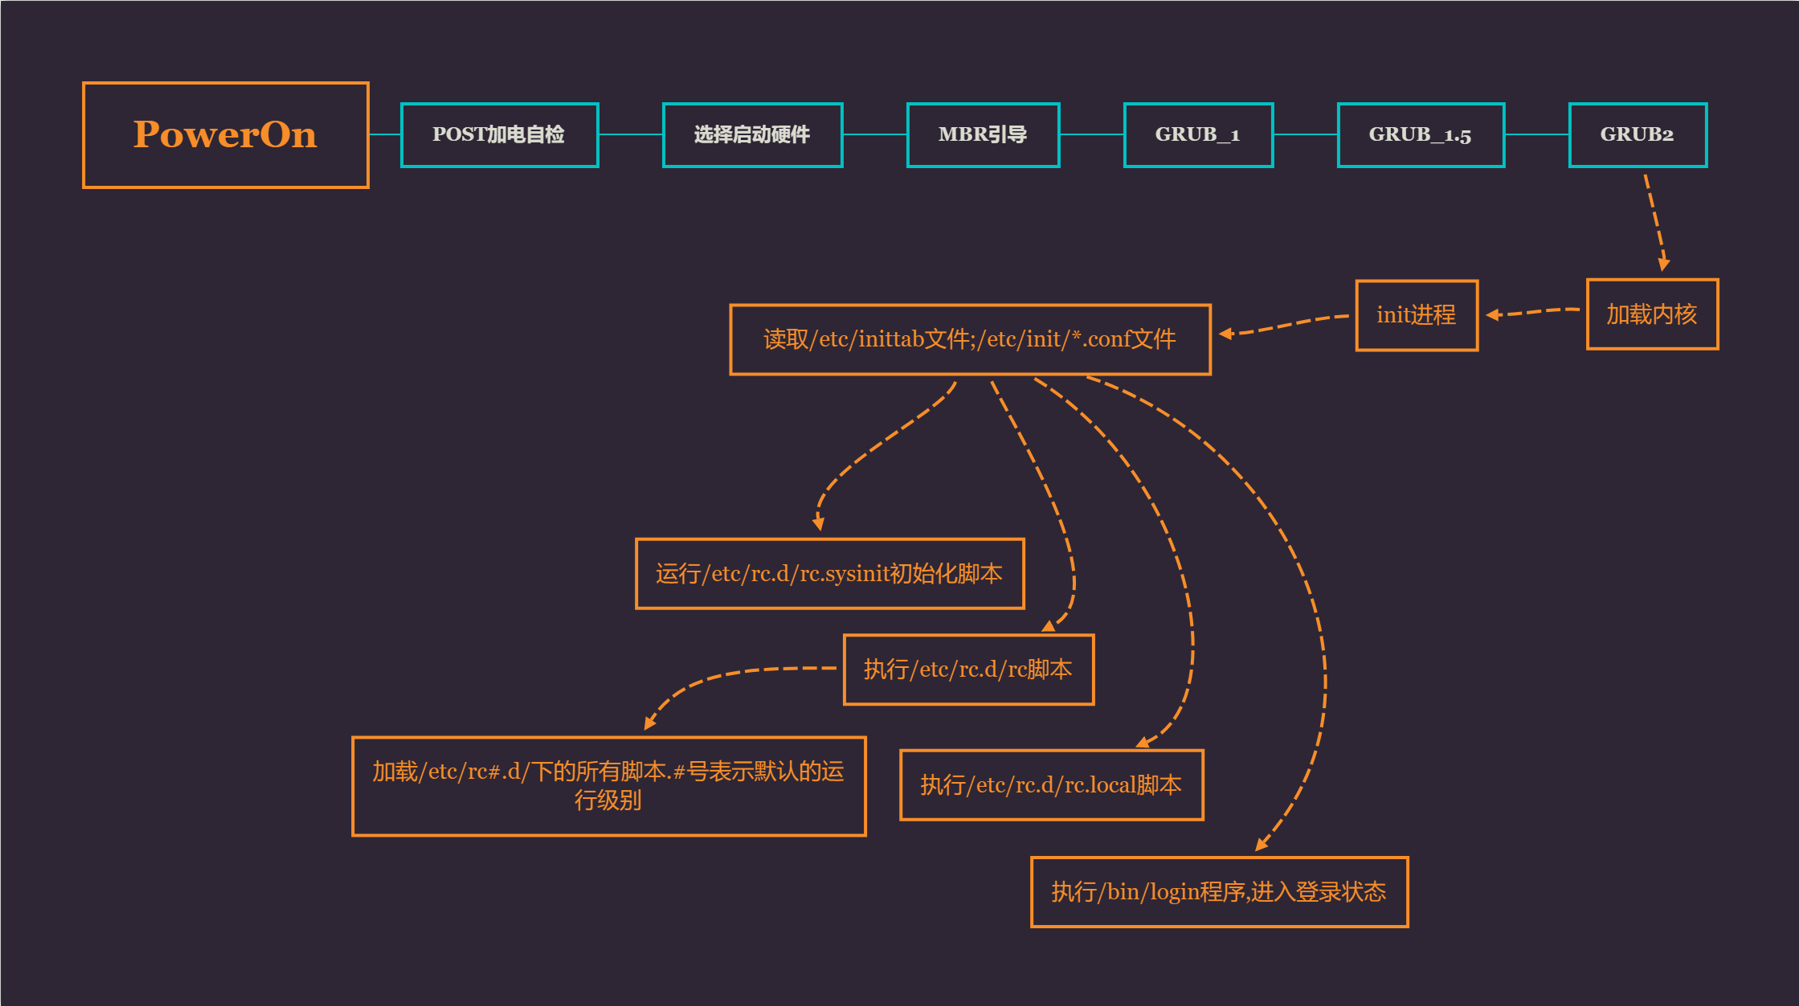 PowerOn
POST加电自检
选择启动硬件
MBR引导
GRUB_1
GRUB_1.5
GRUB2
加载内核
init进程
读取/etc/inittab文件;/etc/init/*.conf文件
运行/etc/rc.d/rc.sysinit初始化脚本
执行/etc/rc.d/rc脚本
加载/etc/rc#.d/下的所有脚本.#号表示默认的运
行级别
执行/etc/rc.d/rc.local脚本
执行/bin/login程序,进入登录状态